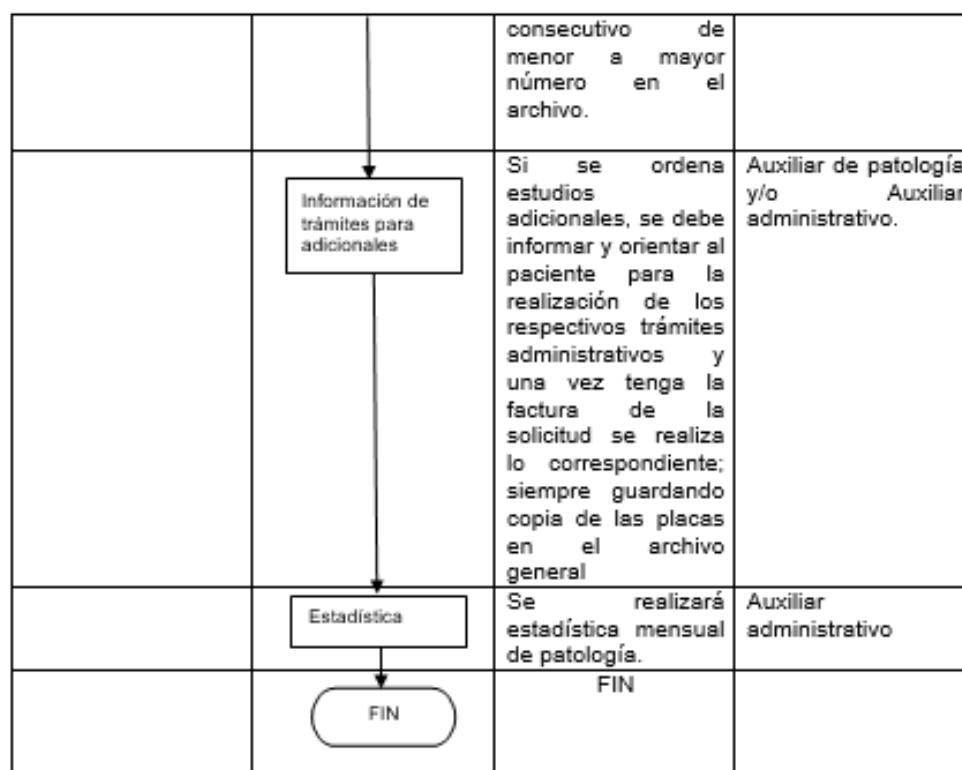 consecutivo de
menor a mayor
número en el
archivo.
Información de
trámites para
adicionales
Si se ordena
estudios
adicionales, se debe
informar y orientar al
paciente para la
realización de los
respectivos trámites
administrativos y
una vez tenga la
factura de la
solicitud se realiza
lo correspondiente;
siempre guardando
copia de las placas
en el archivo
general
Auxiliar de patología
y/o Auxiliar
administrativo.
Estadística
Se realizará
estadística mensual
de patología.
Auxiliar
administrativo
FIN
FIN